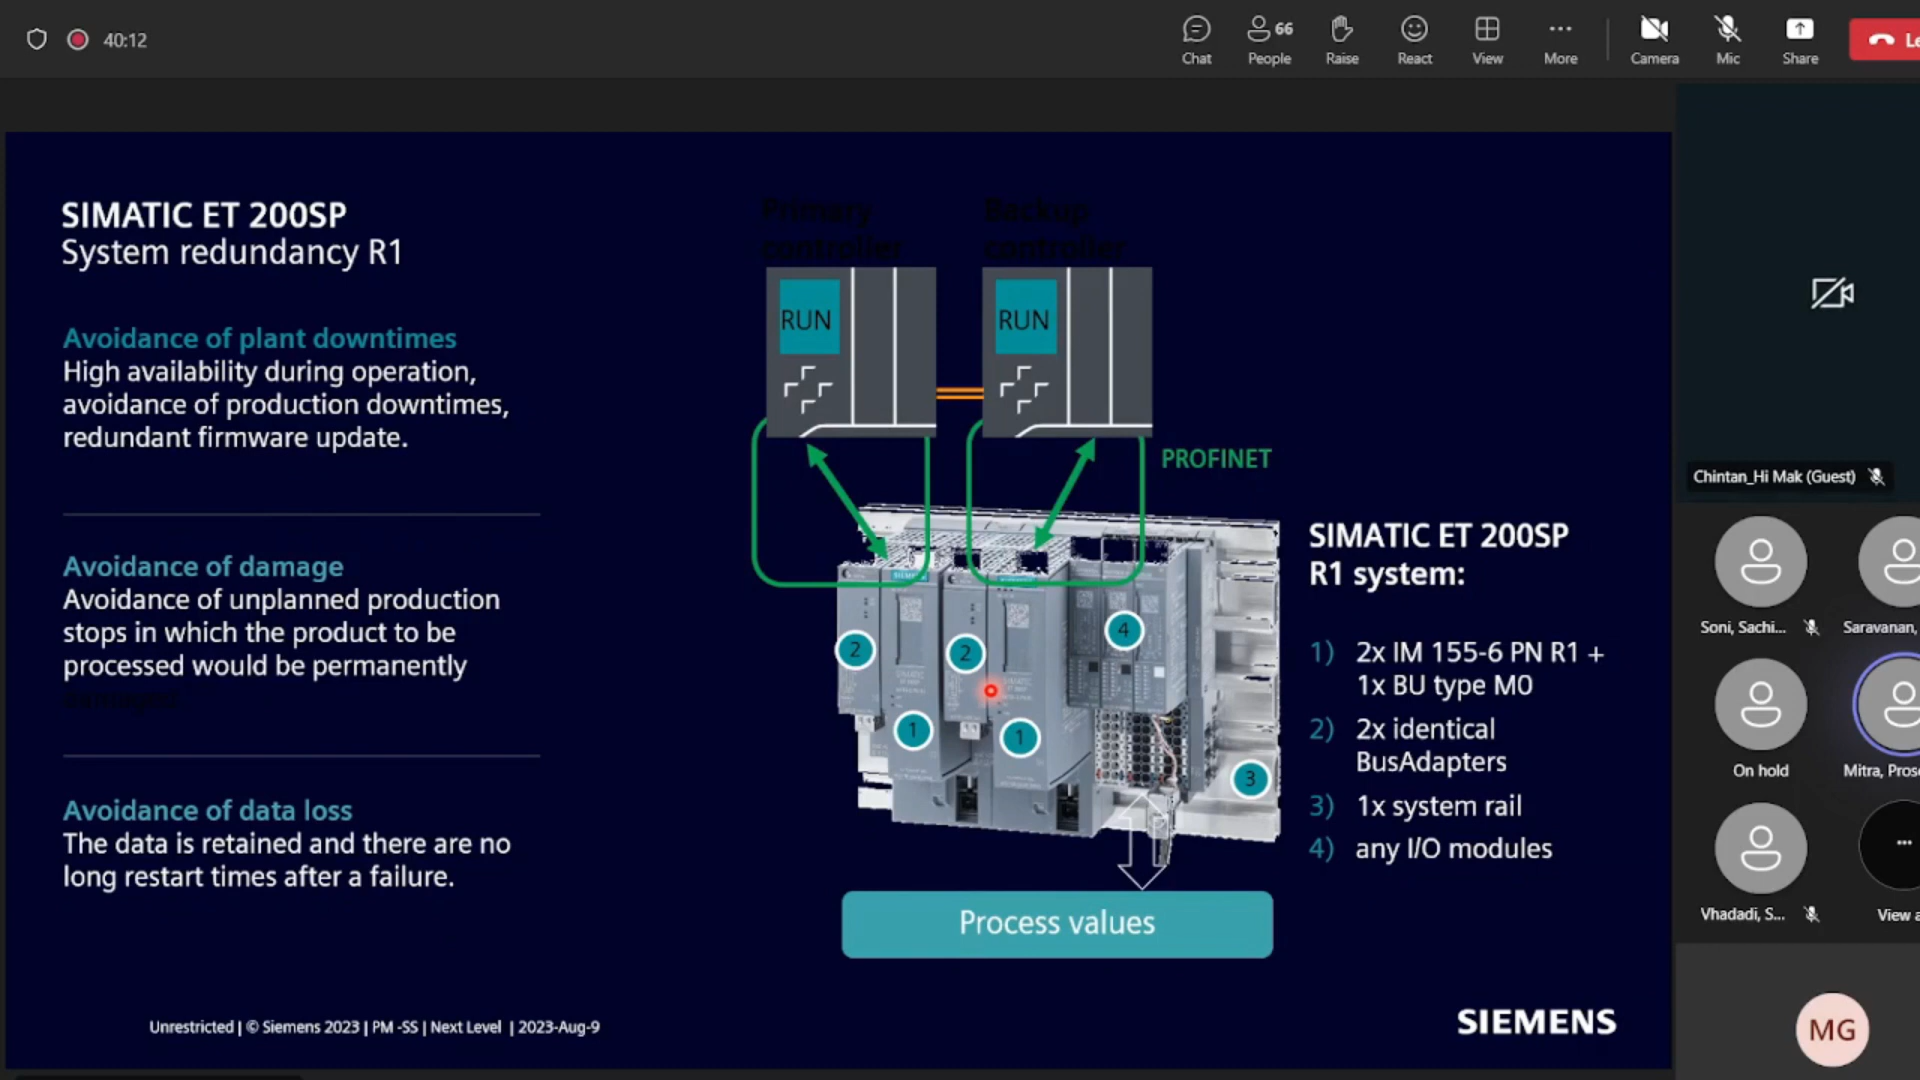 40:12
Chat
66
People
Raise
React
View
More
Camera
Mic
Share
SIMATIC ET 200SP
System redundancy R1
Avoidance of plant downtimes
High availability during operation,
avoidance of production downtimes,
redundant firmware update.
Avoidance of damage
Avoidance of unplanned production
stops in which the product to be
processed would be permanently
Avoidance of data loss
The data is retained and there are no
long restart times after a failure.
Primary
controller
Backup
controller
RUN
RUN
PROFINET
2
2
4
1
1
3
Process values
SIMATIC ET 200SP
R1 system:
1) 2x IM 155-6 PN R1 +
1x BU type M0
2) 2x identical
BusAdapters
3) 1x system rail
4) any I/O modules
Unrestricted | © Siemens 2023 | PM -SS | Next Level | 2023-Aug-9
SIEMENS
Chintan_Hi Mak (Guest)
Soni, Sachi...
Saravanan,
On hold
Mitra, Pros
Vhadadi, S...
View a
MG